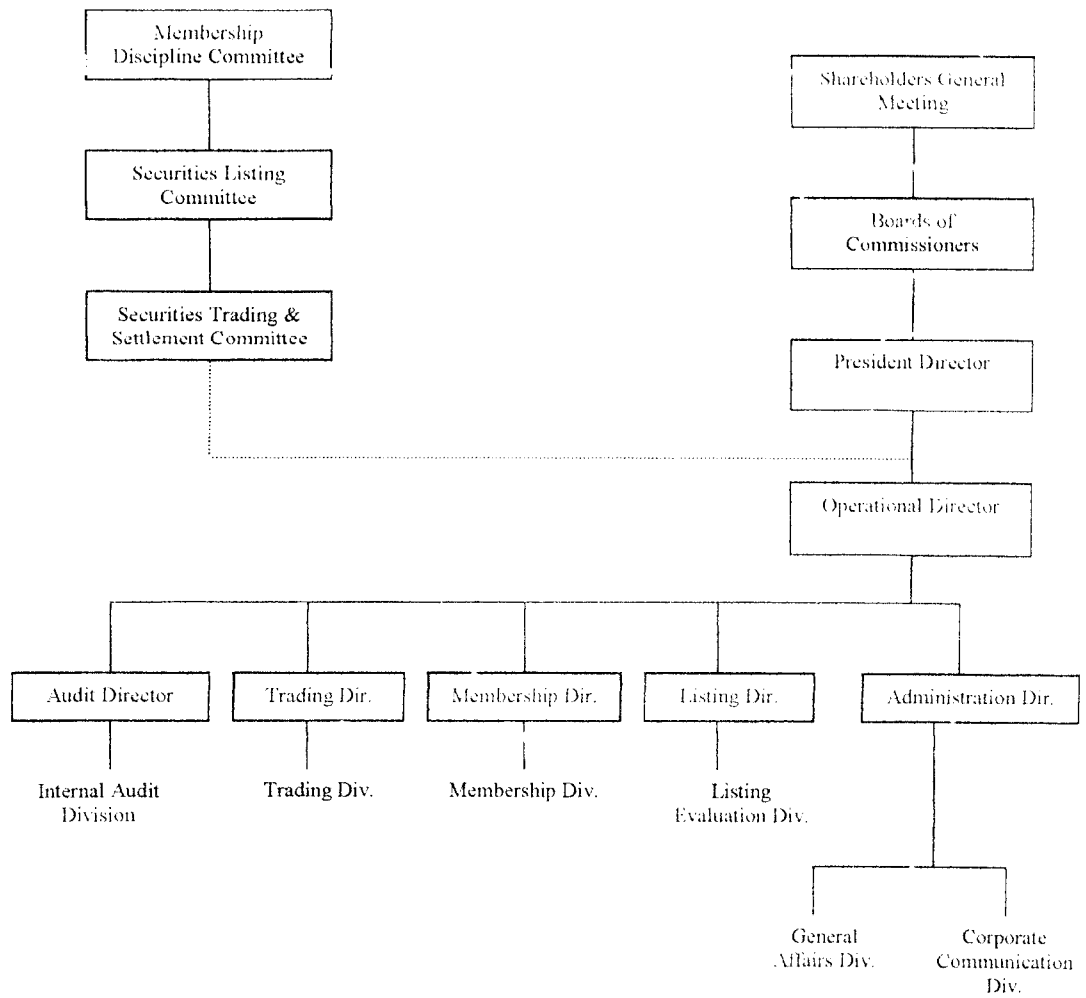 Membership
Discipline Committee
Shareholders General
Meeting
Securities Listing
Committee
Boards of
Commissioners
Securities Trading &
Settlement Committee
President Director
Operational Director
Audit Director
Trading Dir.
Membership Dir.
Listing Dir.
Administration Dir.
Internal Audit
Division
Trading Div.
Membership Div.
Listing
Evaluation Div.
General
Affairs Div.
Corporate
Communication
Div.